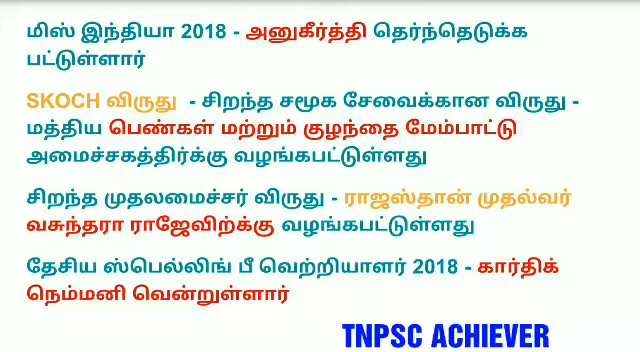 மிஸ் இந்தியா 2018 - அனுகீர்த்தி தெர்ந்தெடுக்க
பட்டுள்ளார்
SKOCH விருது - சிறந்த சமூக சேவைக்கான விருது -
மத்திய பெண்கள் மற்றும் குழந்தை மேம்பாட்டு
அமைச்சகத்திர்க்கு வழங்கபட்டுள்ளது
சிறந்த முதலமைச்சர் விருது - ராஜஸ்தான் முதல்வர்
வசுந்தரா ராஜேவிற்க்கு வழங்கபட்டுள்ளது
தேசிய ஸ்பெல்லிங் பீ வெற்றியாளர் 2018 - கார்திக்
நெம்மனி வென்றுள்ளார்
TNPSC ACHIEVER